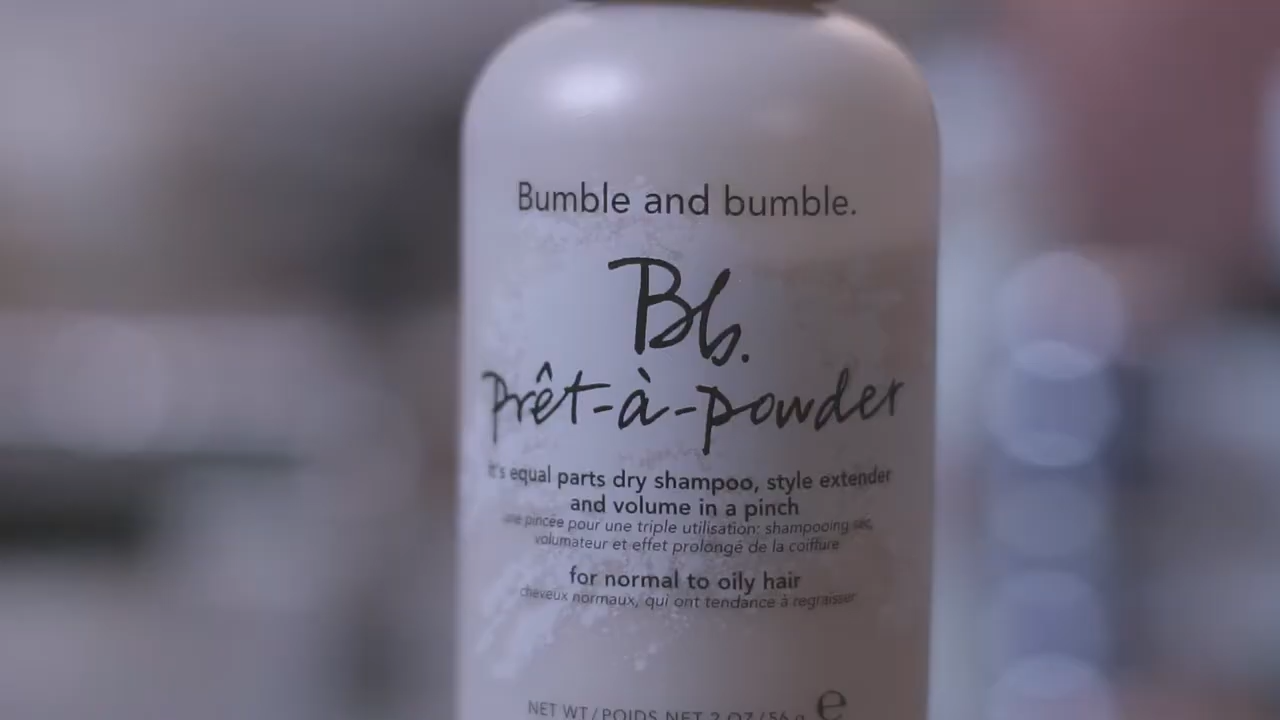 Bumble and bumble.
Bb.
Prêt-à-powder
it's equal parts dry shampoo, style extender
and volume in a pinch
une pincée pour une triple utilisation: shampooing sec,
volumateur et effet prolongé de la coiffure
for normal to oily hair
cheveux normaux, qui ont tendance à regraisser
NET WT/POIDS NET 2 OZ/56 g e